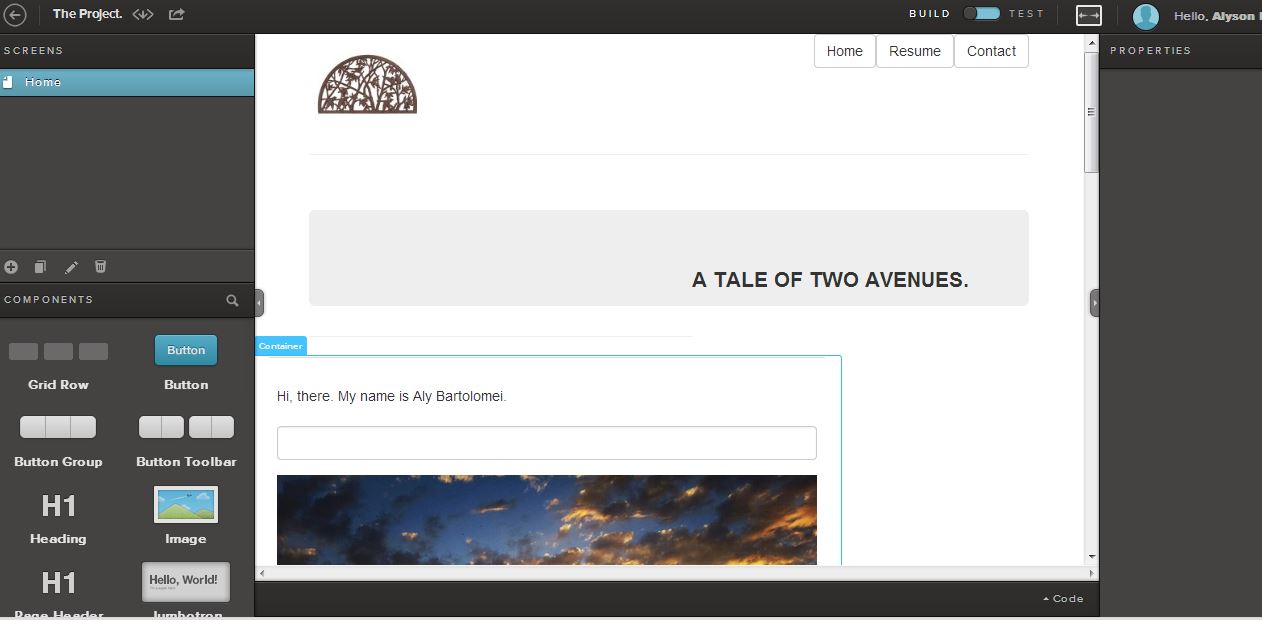 The Project.
BUILD TEST
Hello, Alyson
SCREENS
Home
COMPONENTS
Grid Row
Button
Button
Button Group
Button Toolbar
H1
Heading
Image
H1
Hello, World!
Page Header
Jumbotron
Home Resume Contact
A TALE OF TWO AVENUES.
Container
Hi, there. My name is Aly Bartolomei.
Code
PROPERTIES